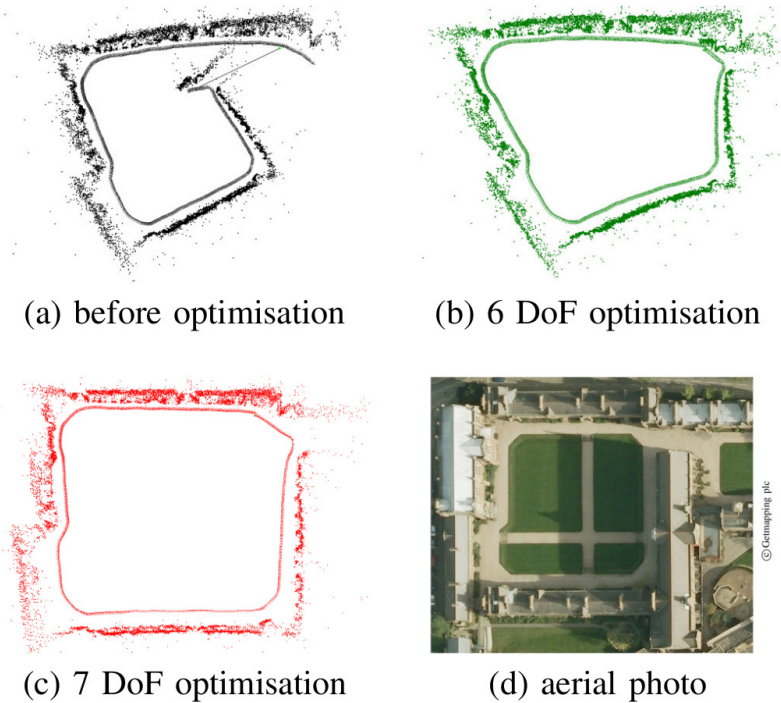 (a) before optimisation
(b) 6 DoF optimisation
(c) 7 DoF optimisation
(d) aerial photo
©Getmapping plc